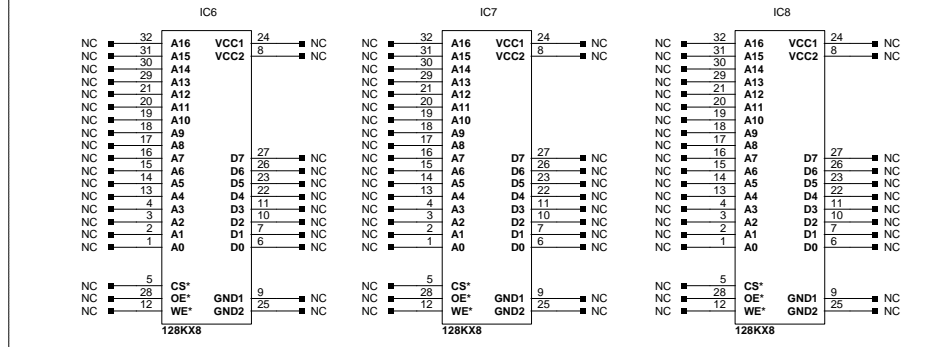 IC6 IC7 IC8
NC 32 A16 VCC1 24 NC NC 32 A16 VCC1 24 NC NC 32 A16 VCC1 24 NC
NC 31 A15 VCC2 8 NC NC 31 A15 VCC2 8 NC NC 31 A15 VCC2 8 NC
NC 30 A14 NC 30 A14 NC 30 A14
NC 29 A13 NC 29 A13 NC 29 A13
NC 21 A12 NC 21 A12 NC 21 A12
NC 20 A11 NC 20 A11 NC 20 A11
NC 19 A10 NC 19 A10 NC 19 A10
NC 18 A9 NC 18 A9 NC 18 A9
NC 17 A8 NC 17 A8 NC 17 A8
NC 16 A7 D7 27 NC NC 16 A7 D7 27 NC NC 16 A7 D7 27 NC
NC 15 A6 D6 26 NC NC 15 A6 D6 26 NC NC 15 A6 D6 26 NC
NC 14 A5 D5 23 NC NC 14 A5 D5 23 NC NC 14 A5 D5 23 NC
NC 13 A4 D4 22 NC NC 13 A4 D4 22 NC NC 13 A4 D4 22 NC
NC 4 A3 D3 11 NC NC 4 A3 D3 11 NC NC 4 A3 D3 11 NC
NC 3 A2 D2 10 NC NC 3 A2 D2 10 NC NC 3 A2 D2 10 NC
NC 2 A1 D1 7 NC NC 2 A1 D1 7 NC NC 2 A1 D1 7 NC
NC 1 A0 D0 6 NC NC 1 A0 D0 6 NC NC 1 A0 D0 6 NC
NC 5 CS* NC 5 CS* NC 5 CS*
NC 28 OE* GND1 9 NC NC 28 OE* GND1 9 NC NC 28 OE* GND1 9 NC
NC 12 WE* GND2 25 NC NC 12 WE* GND2 25 NC NC 12 WE* GND2 25 NC
128KX8 128KX8 128KX8